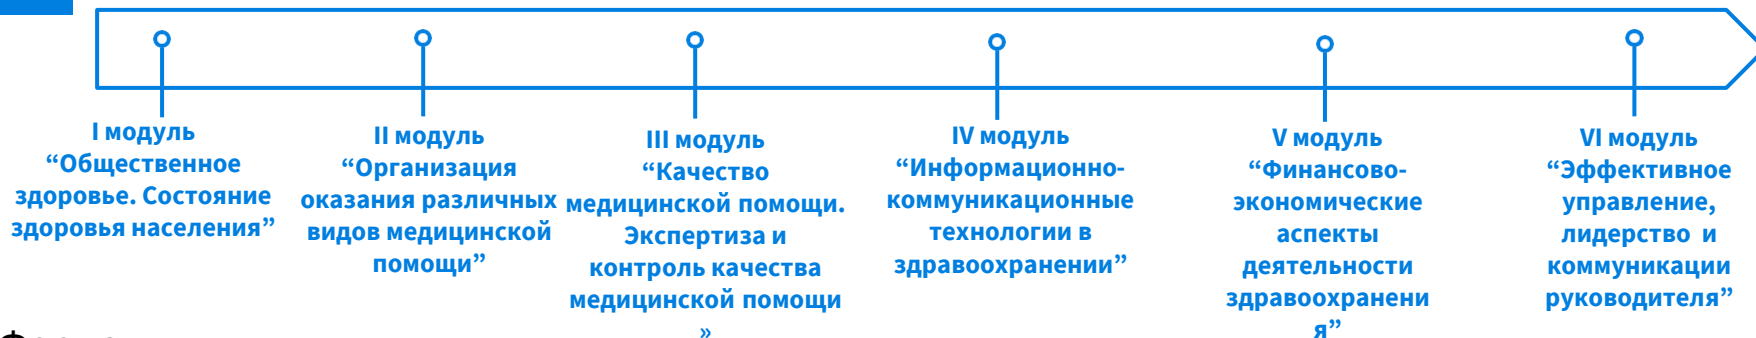 I модуль
“Общественное
здоровье. Состояние
здоровья населения”
II модуль
“Организация
оказания различных
видов медицинской
помощи”
III модуль
“Качество
медицинской помощи.
Экспертиза и
контроль качества
медицинской помощи
»
IV модуль
“Информационно-
коммуникационные
технологии в
здравоохранении”
V модуль
“Финансово-
экономические
аспекты
деятельности
здравоохранени
я”
VI модуль
“Эффективное
управление,
лидерство и
коммуникации
руководителя”